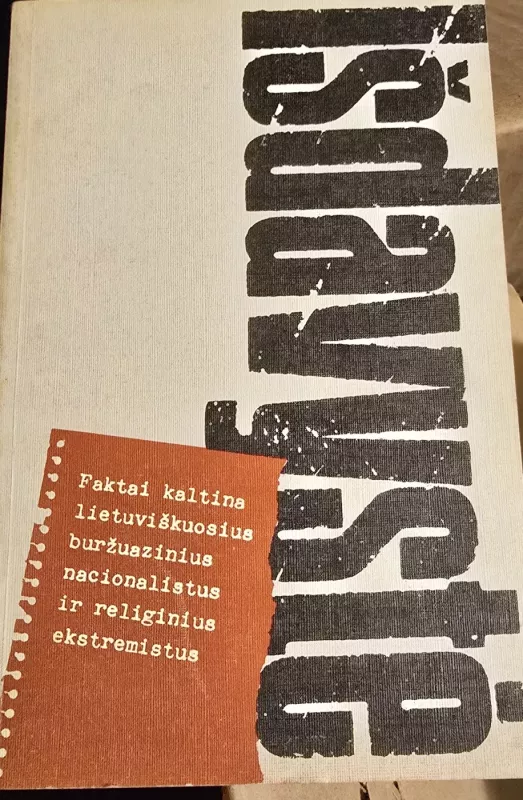 Išdavystė
Faktai kaltina
lietuviškuosius
buržuazinius
nacionalistus
ir religinius
ekstremistus